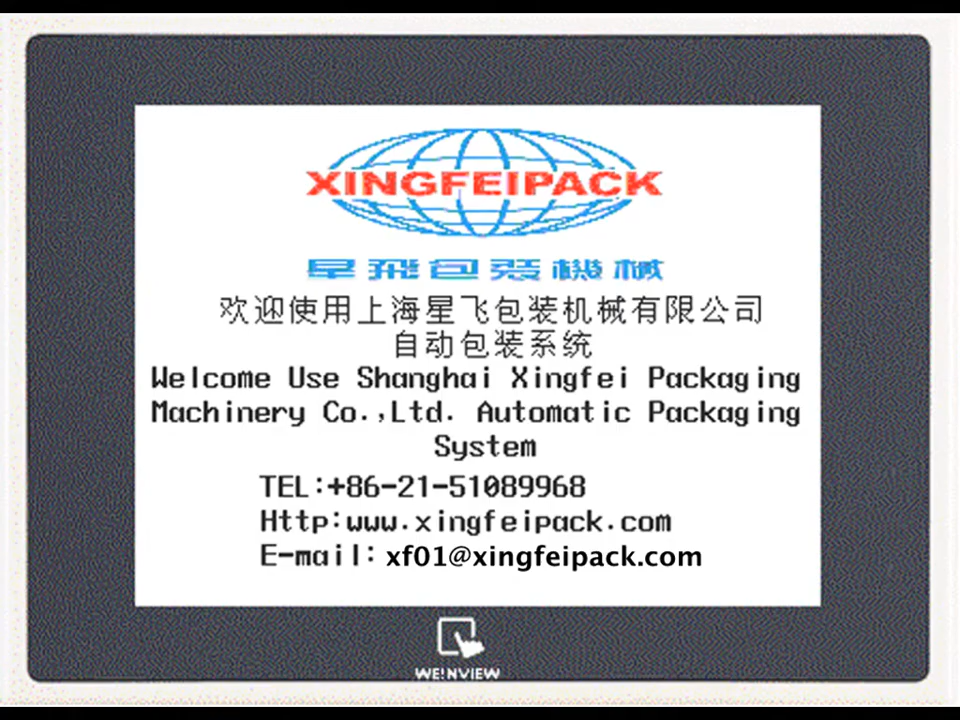 XINGFEIPACK
星飛包装機械
欢迎使用上海星飞包装机械有限公司
自动包装系统
Welcome Use Shanghai Xingfei Packaging
Machinery Co.,Ltd. Automatic Packaging
System
TEL:+86-21-51089968
Http:www.xingfeipack.com
E-mail: xf01@xingfeipack.com
WEINVIEW